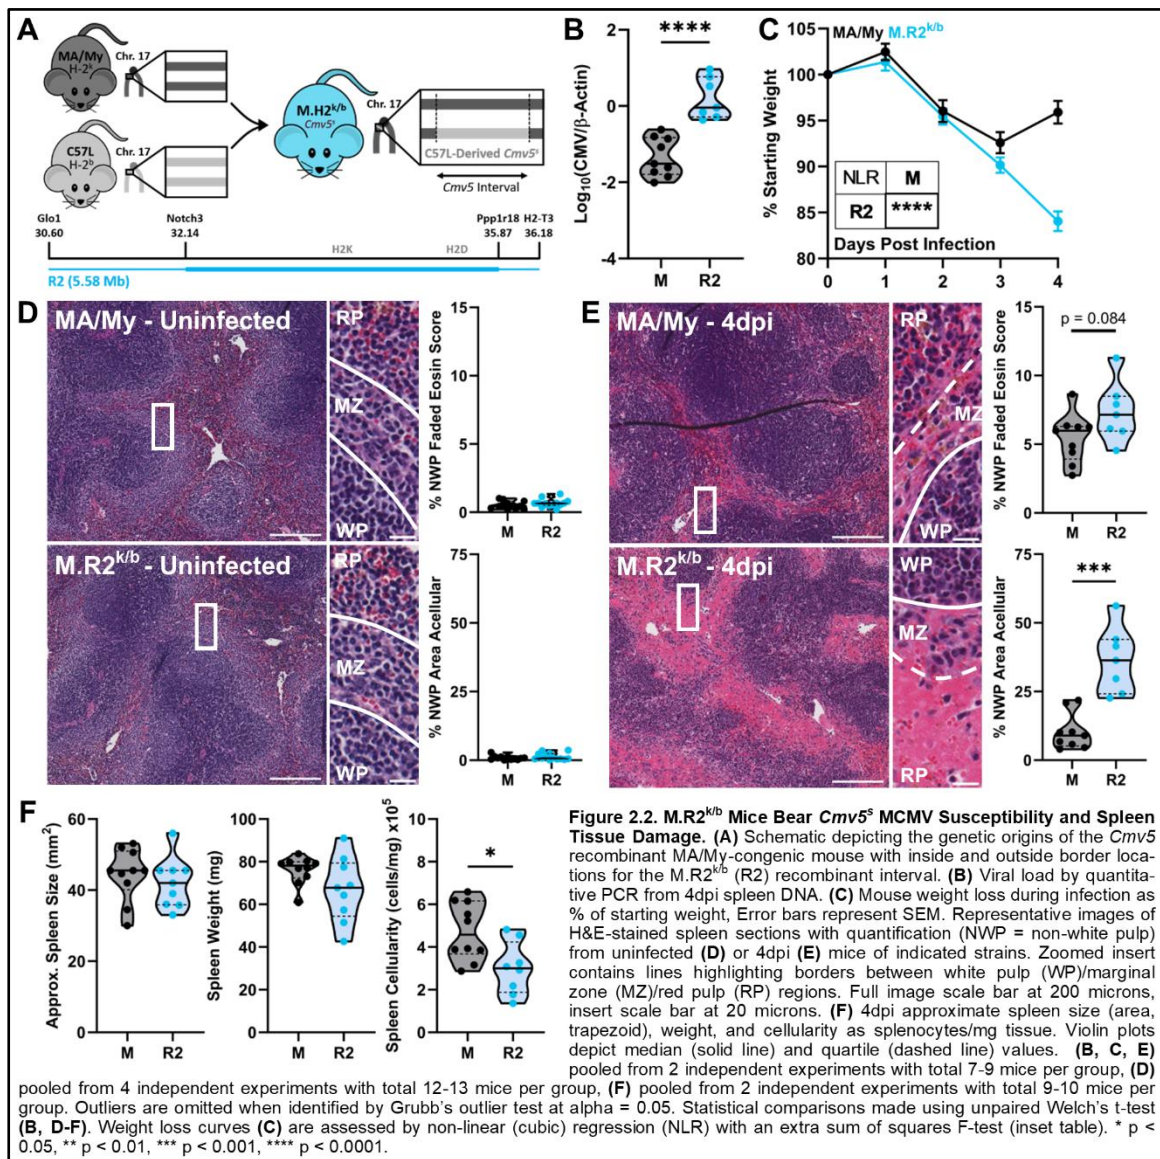 A
MA/My
H-2k
Chr. 17
C57L
H-2b
Chr. 17
M.H2k/b
Cmv5s
Chr. 17
C57L-Derived Cmv5s
Cmv5 Interval
Glo1
30.60
Notch3
32.14
Ppp1r18
35.87
H2-T3
36.18
H2K
H2D
R2 (5.58 Mb)
B
Log10(CMV/β-Actin)
****
2
0
-2
-4
M
R2
C
MA/My M.R2k/b
% Starting Weight
100
95
90
85
80
NLR
M
R2
****
Days Post Infection
0
1
2
3
4
D
MA/My - Uninfected
RP
MZ
WP
% NWP Faded Eosin Score
15
10
5
0
M
R2
M.R2k/b - Uninfected
RP
MZ
WP
% NWP Area Acellular
75
50
25
0
M
R2
E
MA/My - 4dpi
RP
MZ
WP
% NWP Faded Eosin Score
p = 0.084
15
10
5
0
M
R2
M.R2k/b - 4dpi
WP
MZ
RP
% NWP Area Acellular
***
75
50
25
0
M
R2
F
Approx. Spleen Size (mm2)
60
40
20
0
M
R2
Spleen Weight (mg)
100
80
60
40
20
0
M
R2
Spleen Cellularity (cells/mg) x105
*
8
6
4
2
0
M
R2
Figure 2.2. M.R2k/b Mice Bear Cmv5s MCMV Susceptibility and Spleen
Tissue Damage. (A) Schematic depicting the genetic origins of the Cmv5
recombinant MA/My-congenic mouse with inside and outside border loca-
tions for the M.R2k/b (R2) recombinant interval. (B) Viral load by quantita-
tive PCR from 4dpi spleen DNA. (C) Mouse weight loss during infection as
% of starting weight, Error bars represent SEM. Representative images of
H&E-stained spleen sections with quantification (NWP = non-white pulp)
from uninfected (D) or 4dpi (E) mice of indicated strains. Zoomed insert
contains lines highlighting borders between white pulp (WP)/marginal
zone (MZ)/red pulp (RP) regions. Full image scale bar at 200 microns,
insert scale bar at 20 microns. (F) 4dpi approximate spleen size (area,
trapezoid), weight, and cellularity as splenocytes/mg tissue. Violin plots
depict median (solid line) and quartile (dashed line) values. (B, C, E)
pooled from 2 independent experiments with total 7-9 mice per group, (D)
pooled from 4 independent experiments with total 12-13 mice per group, (F) pooled from 2 independent experiments with total 9-10 mice per
group. Outliers are omitted when identified by Grubb's outlier test at alpha = 0.05. Statistical comparisons made using unpaired Welch's t-test
(B, D-F). Weight loss curves (C) are assessed by non-linear (cubic) regression (NLR) with an extra sum of squares F-test (inset table). * p <
0.05, ** p < 0.01, *** p < 0.001, **** p < 0.0001.